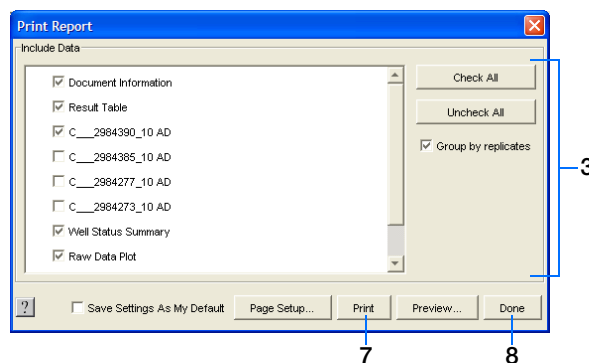 Print Report
Include Data
Document Information
Result Table
C___2984390_10 AD
C___2984385_10 AD
C___2984277_10 AD
C___2984273_10 AD
Well Status Summary
Raw Data Plot
Check All
Uncheck All
Group by replicates
3
? Save Settings As My Default Page Setup... Print Preview... Done
7 8